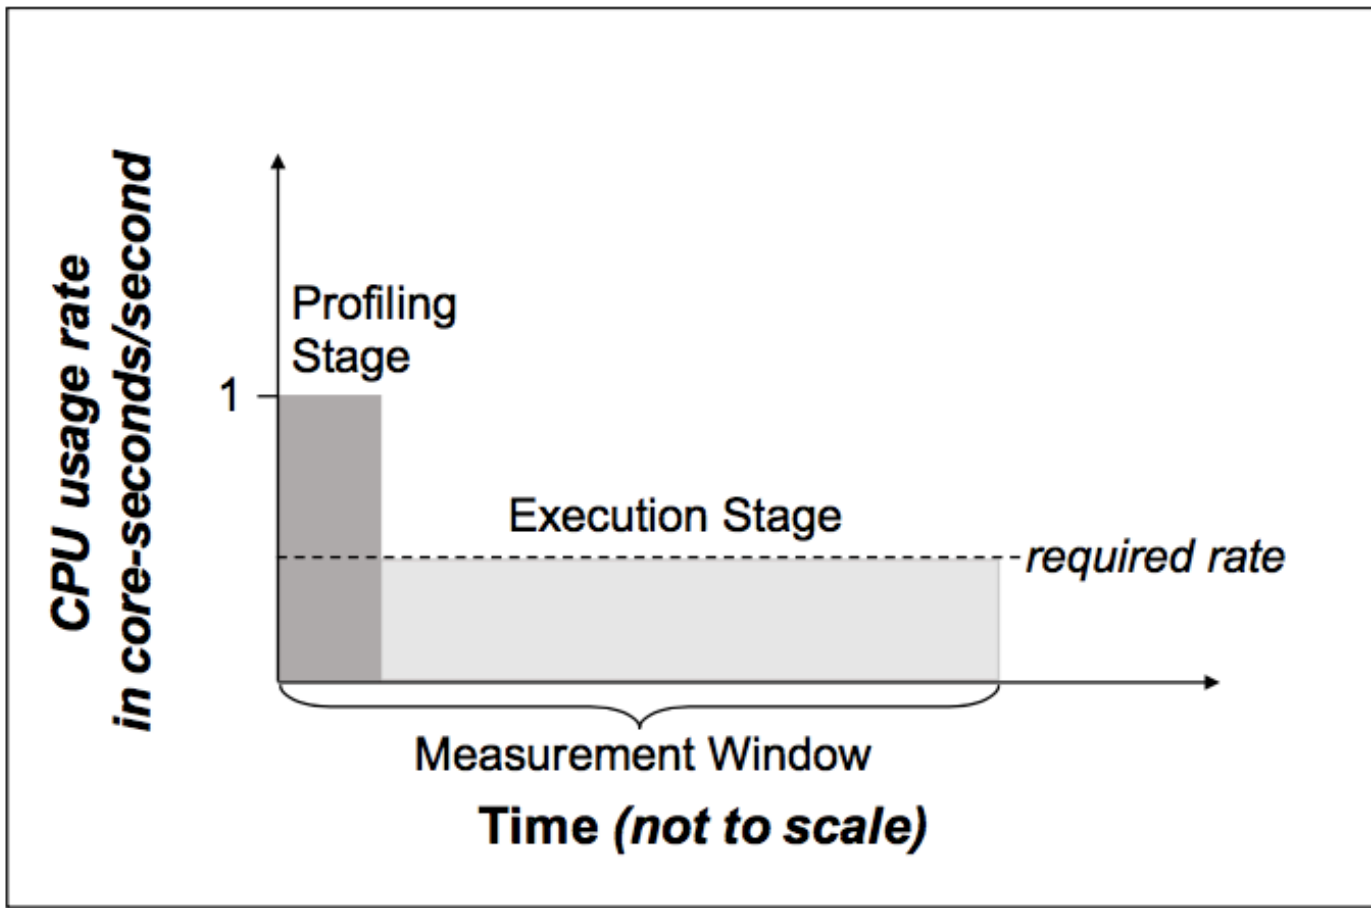 CPU usage rate
in core-seconds/second
Profiling
Stage
1
Execution Stage
required rate
Measurement Window
Time (not to scale)